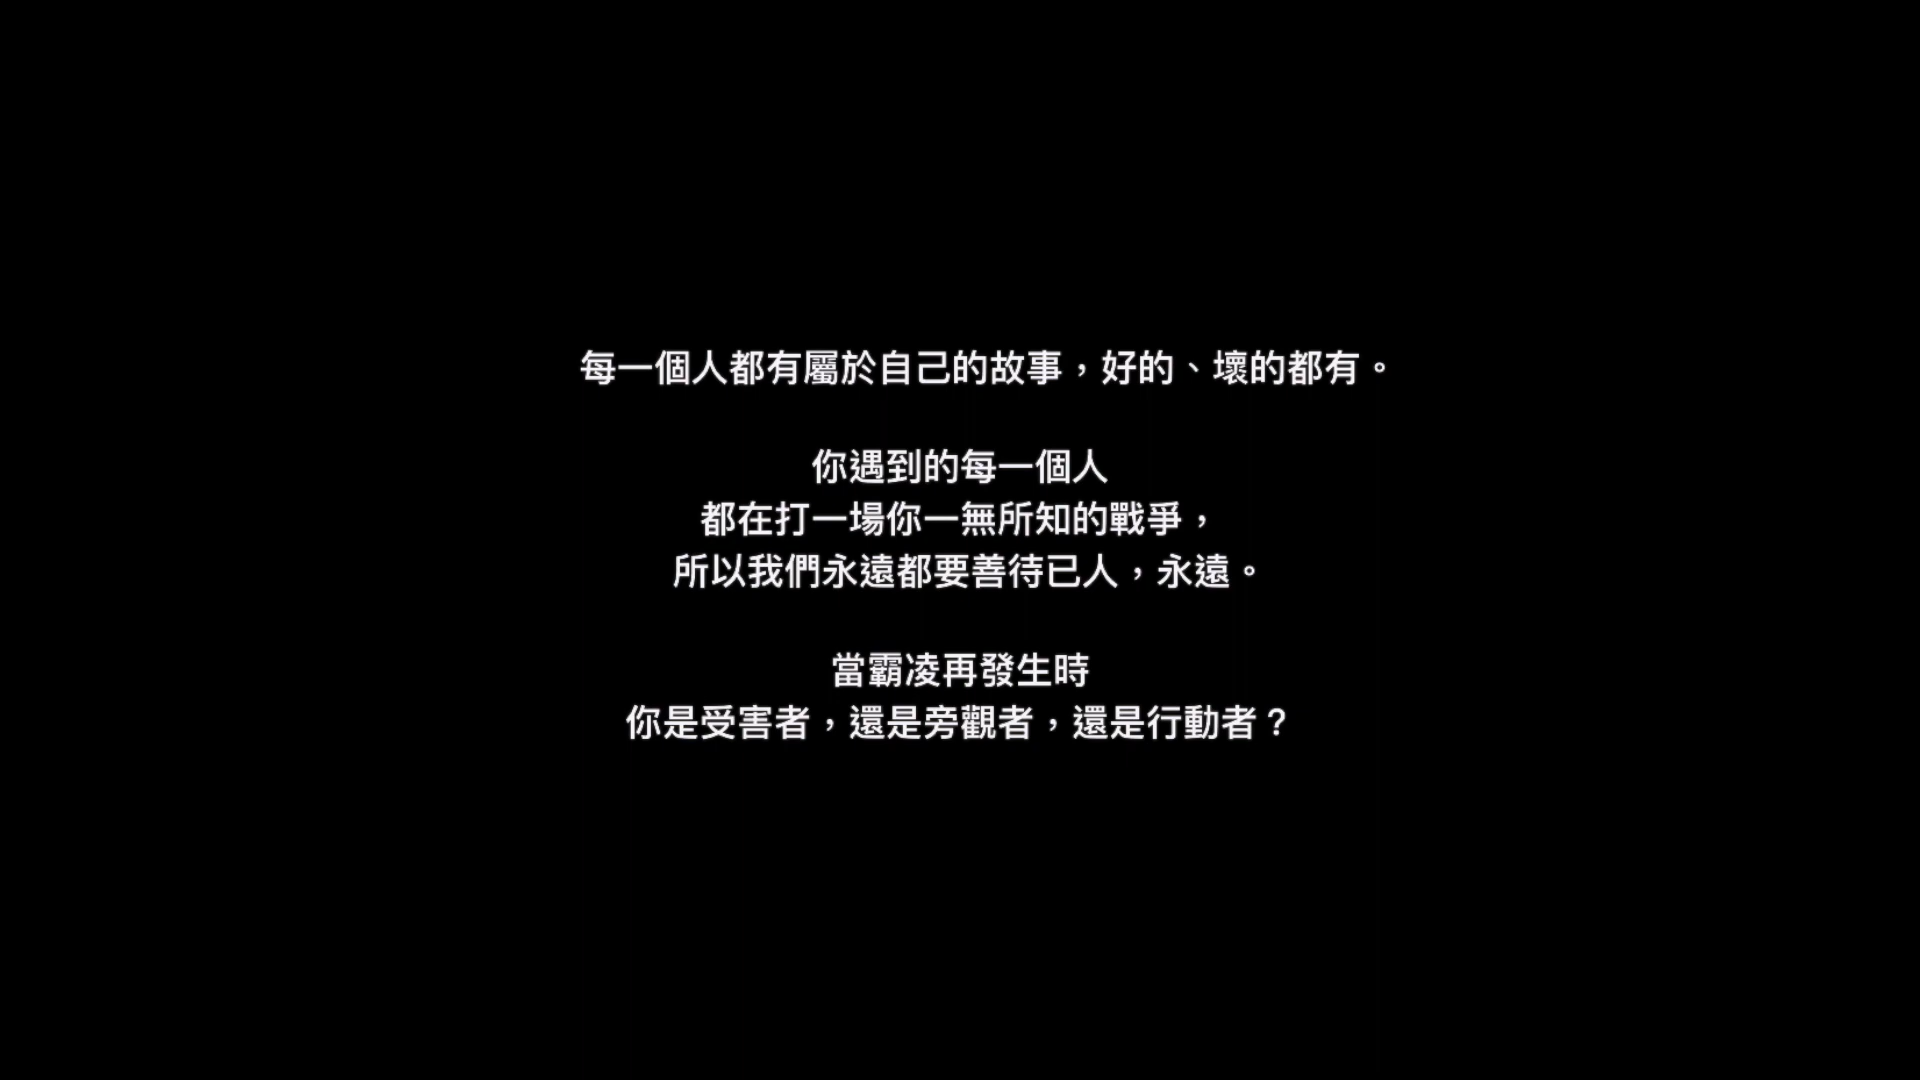 每一個人都有屬於自己的故事，好的、壞的都有。
你遇到的每一個人
都在打一場你一無所知的戰爭，
所以我們永遠都要善待已人，永遠。
當霸凌再發生時
你是受害者，還是旁觀者，還是行動者？